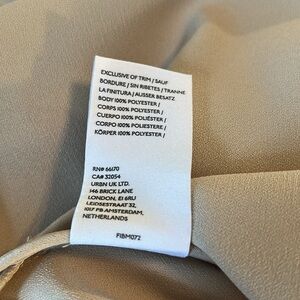 EXCLUSIVE OF TRIM / SAUF
BORDURE / SIN RIBETES / TRANNE
LA FINITURA / AUSSER BESATZ
BODY 100% POLYESTER /
CORPS 100% POLYESTER /
CUERPO 100% POLIÉSTER /
CORPO 100% POLIESTERE /
KÖRPER 100% POLYESTER /
RN# 66170
CA# 32054
URBN UK LTD.
146 BRICK LANE
LONDON, E1 6RU
LEIDSESTRAAT 32,
1017 PB AMSTERDAM,
NETHERLANDS
FIBM072